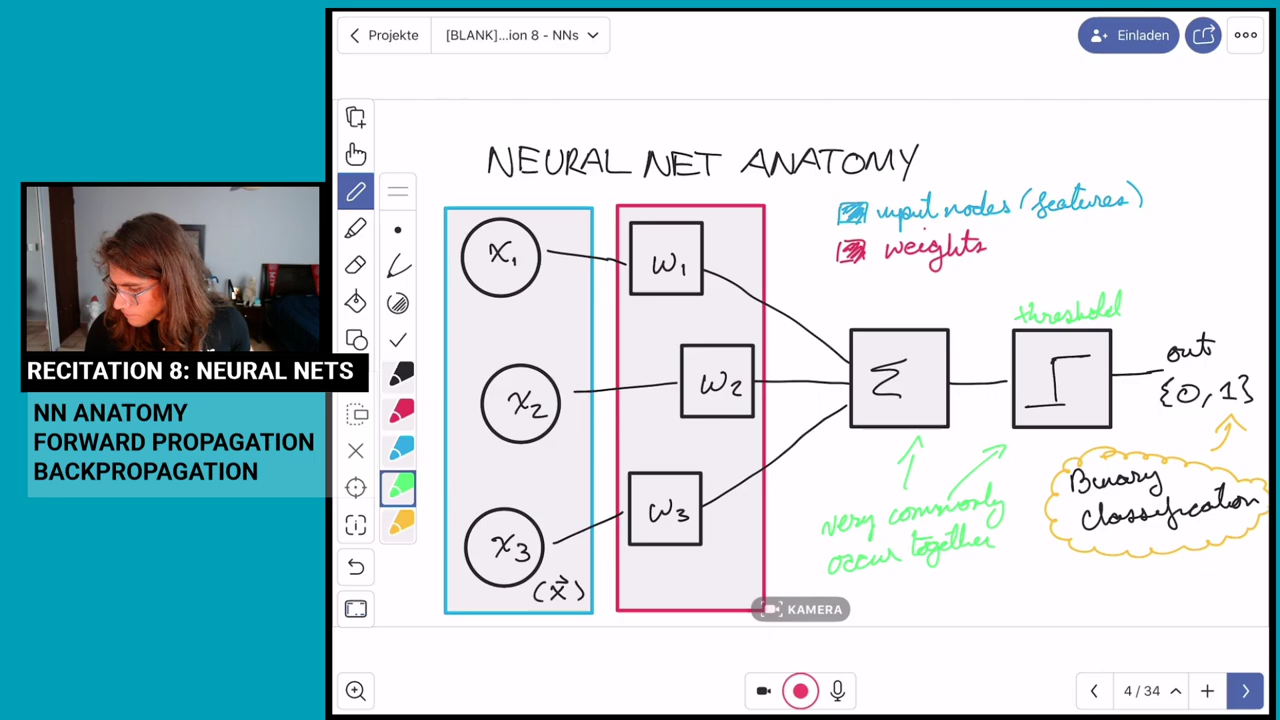 Projekte
[BLANK]...ion 8 - NNs
Einladen
NEURAL NET ANATOMY
input nodes (features)
weights
x₁
w₁
threshold
x₂
w₂
Σ
out
{0,1}
x₃
w₃
(x⃗)
very commonly
occur together
Binary
classification
RECITATION 8: NEURAL NETS
NN ANATOMY
FORWARD PROPAGATION
BACKPROPAGATION
KAMERA
4 / 34